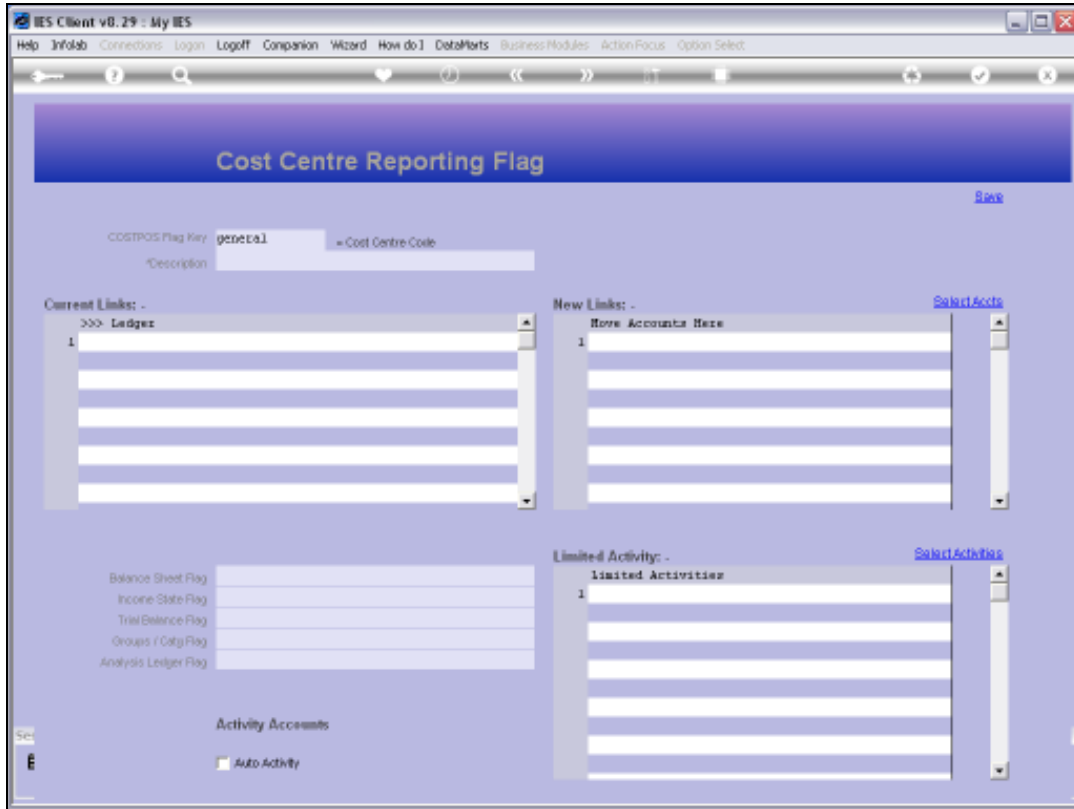 IES Client v8.29 : My IES
Help Infolab Connections Logon Logoff Companion Wizard How do I DataMarts Business Modules Action Focus Option Select
Cost Centre Reporting Flag
Save
COSTPOS Flag Key general = Cost Centre Code
*Description
Current Links: - New Links: - Select Accts
>>> Ledger Move Accounts Here
1 1
Limited Activity: - Select Activities
Balance Sheet Flag Limited Activities
Income State Flag 1
Trial Balance Flag
Groups / Catg Flag
Analysis Ledger Flag
Activity Accounts
Auto Activity